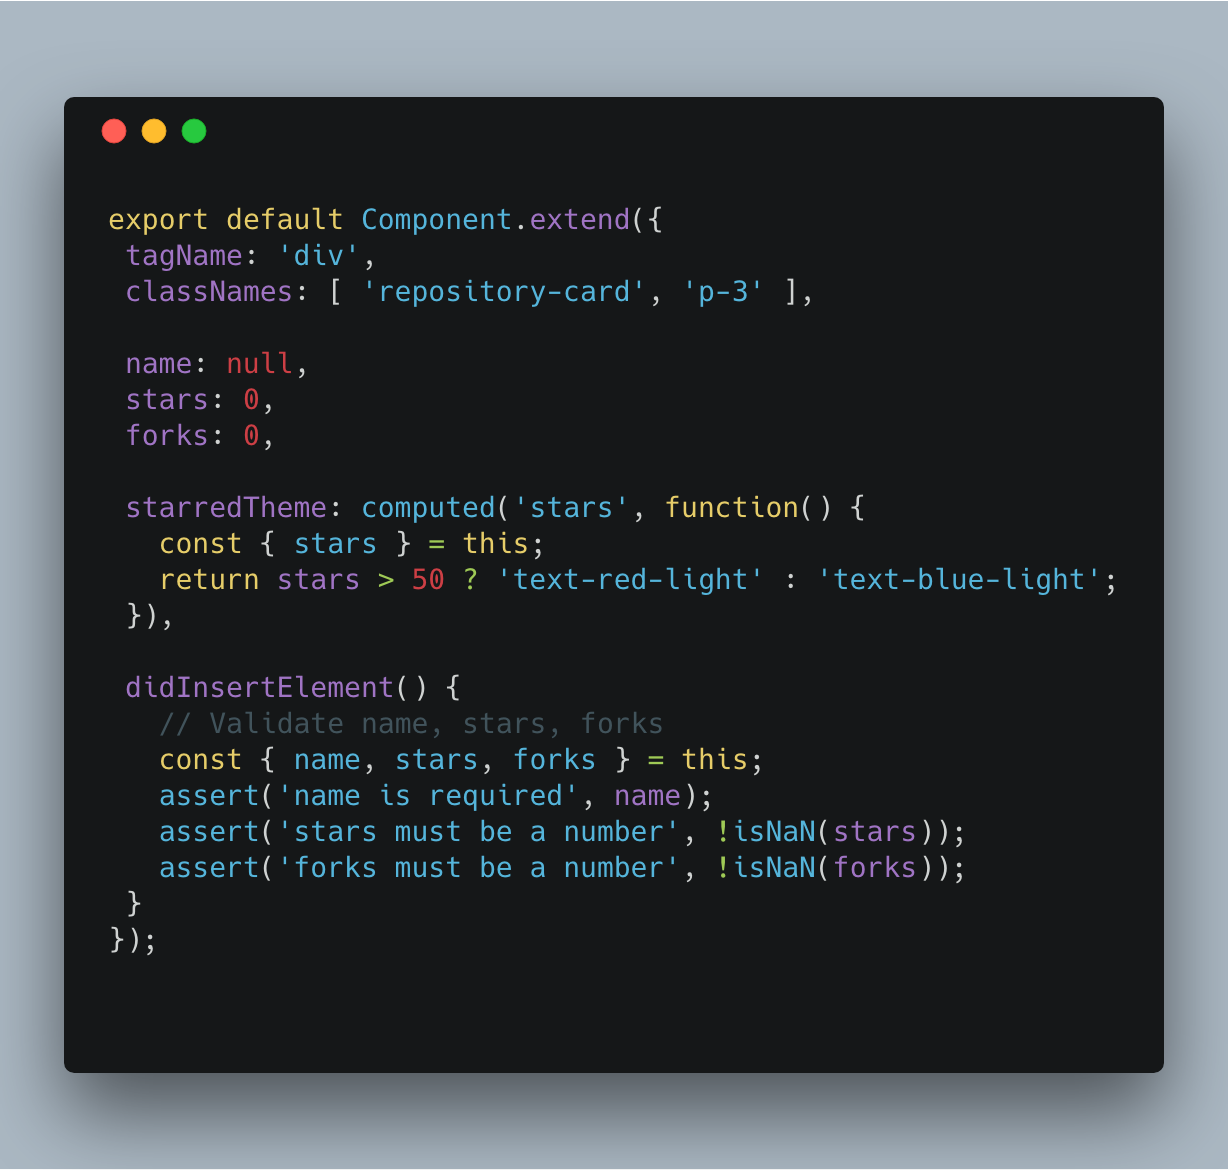 export default Component.extend({
 tagName: 'div',
 classNames: [ 'repository-card', 'p-3' ],

 name: null,
 stars: 0,
 forks: 0,

 starredTheme: computed('stars', function() {
   const { stars } = this;
   return stars > 50 ? 'text-red-light' : 'text-blue-light';
 }),

 didInsertElement() {
   // Validate name, stars, forks
   const { name, stars, forks } = this;
   assert('name is required', name);
   assert('stars must be a number', !isNaN(stars));
   assert('forks must be a number', !isNaN(forks));
 }
});